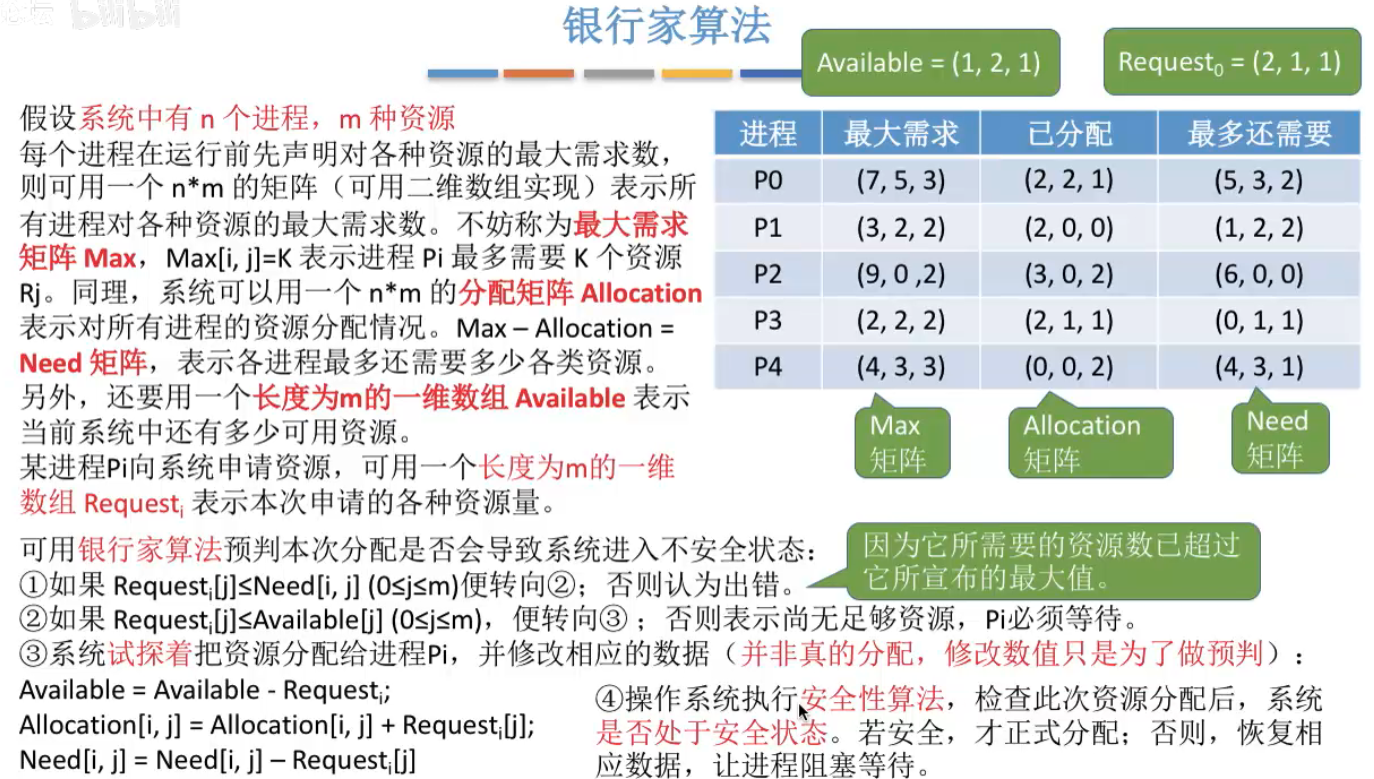 bilibili
银行家算法
Available = (1, 2, 1)
Request0 = (2, 1, 1)
假设系统中有 n 个进程，m 种资源
每个进程在运行前先声明对各种资源的最大需求数，
则可用一个 n*m 的矩阵（可用二维数组实现）表示所
有进程对各种资源的最大需求数。不妨称为最大需求
矩阵 Max，Max[i, j]=K 表示进程 Pi 最多需要 K 个资源
Rj。同理，系统可以用一个 n*m 的分配矩阵 Allocation
表示对所有进程的资源分配情况。Max – Allocation =
Need 矩阵，表示各进程最多还需要多少各类资源。
另外，还要用一个长度为m的一维数组 Available 表示
当前系统中还有多少可用资源。
某进程Pi向系统申请资源，可用一个长度为m的一维
数组 Requesti 表示本次申请的各种资源量。
进程 最大需求 已分配 最多还需要
P0 (7, 5, 3) (2, 2, 1) (5, 3, 2)
P1 (3, 2, 2) (2, 0, 0) (1, 2, 2)
P2 (9, 0 ,2) (3, 0, 2) (6, 0, 0)
P3 (2, 2, 2) (2, 1, 1) (0, 1, 1)
P4 (4, 3, 3) (0, 0, 2) (4, 3, 1)
Max
矩阵
Allocation
矩阵
Need
矩阵
可用银行家算法预判本次分配是否会导致系统进入不安全状态：
①如果 Requesti[j]≤Need[i, j] (0≤j≤m)便转向②；否则认为出错。
因为它所需要的资源数已超过
它所宣布的最大值。
②如果 Requesti[j]≤Available[j] (0≤j≤m)，便转向③；否则表示尚无足够资源，Pi必须等待。
③系统试探着把资源分配给进程Pi，并修改相应的数据（并非真的分配，修改数值只是为了做预判）：
Available = Available - Requesti;
Allocation[i, j] = Allocation[i, j] + Requesti[j];
Need[i, j] = Need[i, j] – Requesti[j]
④操作系统执行安全性算法，检查此次资源分配后，系统
是否处于安全状态。若安全，才正式分配；否则，恢复相
应数据，让进程阻塞等待。